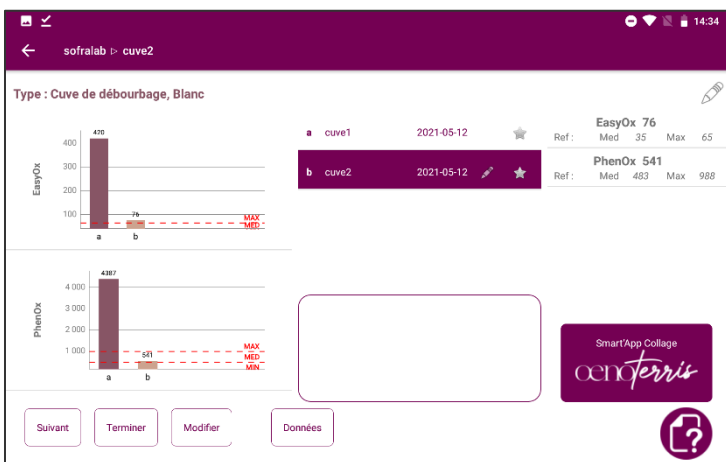 14:34
sofralab ▷ cuve2
Type : Cuve de débourbage, Blanc
EasyOx
400
300
200
100
420
76
MAX
MED
a
b
PhenOx
4 000
3 000
2 000
1 000
4387
541
MAX
MED
MIN
a
b
a cuve1 2021-05-12
b cuve2 2021-05-12
EasyOx 76
Ref : Med 35 Max 65
PhenOx 541
Ref : Med 483 Max 988
Smart'App Collage
œnoterris
Suivant
Terminer
Modifier
Données
?